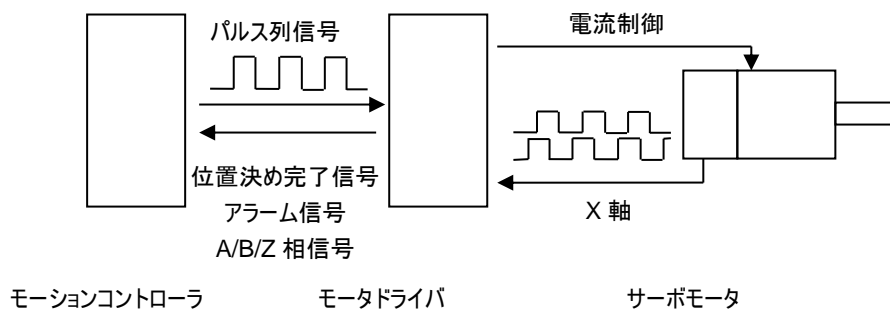 パルス列信号
電流制御
位置決め完了信号
アラーム信号
A/B/Z 相信号
X 軸
モーションコントローラ
モータドライバ
サーボモータ